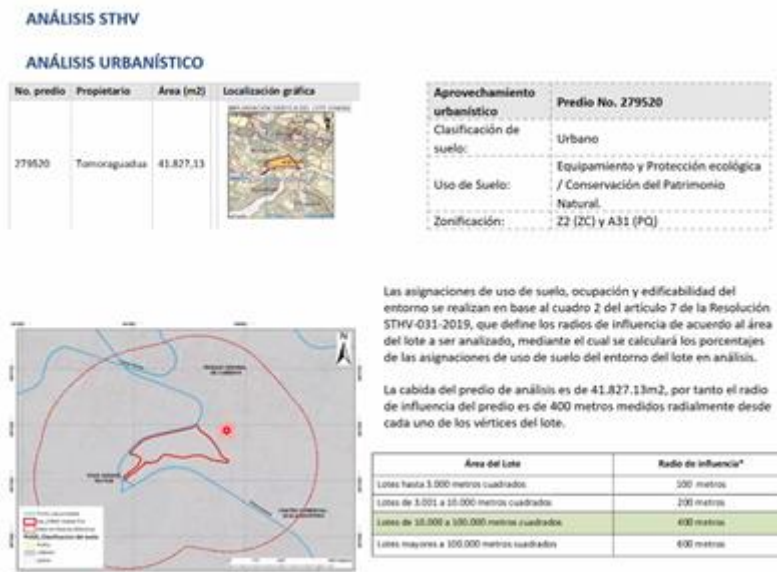 ANÁLISIS STHV
ANÁLISIS URBANÍSTICO
No. predio Propietario Área (m2) Localización gráfica
279520 41.827,13
Aprovechamiento urbanístico Predio No. 279520
Clasificación de suelo: Urbano
Uso de Suelo: Equipamiento y Protección ecológica / Conservación del Patrimonio Natural.
Zonificación: Z2 (ZC) y A31 (PQ)
Las asignaciones de uso de suelo, ocupación y edificabilidad del
entorno se realizan en base al cuadro 2 del artículo 7 de la Resolución
STHV-031-2019, que define los radios de influencia de acuerdo al área
del lote a ser analizado, mediante el cual se calculará los porcentajes
de las asignaciones de uso de suelo del entorno del lote en análisis.
La cabida del predio de análisis es de 41.827.13m2, por tanto el radio
de influencia del predio es de 400 metros medidos radialmente desde
cada uno de los vértices del lote.
N
Área del Lote Radio de influencia*
Lotes hasta 3.000 metros cuadrados 100 metros
Lotes de 3.001 a 10.000 metros cuadrados 200 metros
Lotes de 10.000 a 100.000 metros cuadrados 400 metros
Lotes mayores a 100.000 metros cuadrados 600 metros